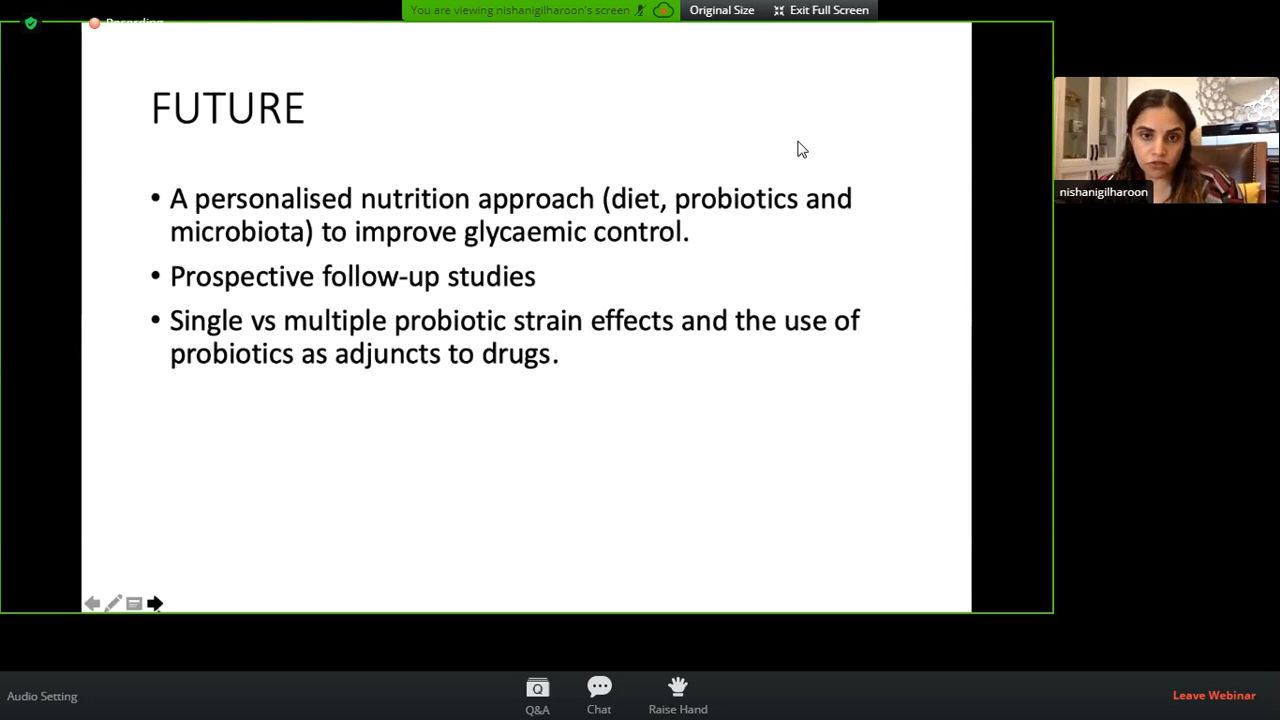 You are viewing nishanigilharoon's screen
Original Size
Exit Full Screen
Recording
FUTURE
• A personalised nutrition approach (diet, probiotics and
microbiota) to improve glycaemic control.
• Prospective follow-up studies
• Single vs multiple probiotic strain effects and the use of
probiotics as adjuncts to drugs.
nishanigilharoon
Audio Setting
Q&A
Chat
Raise Hand
Leave Webinar